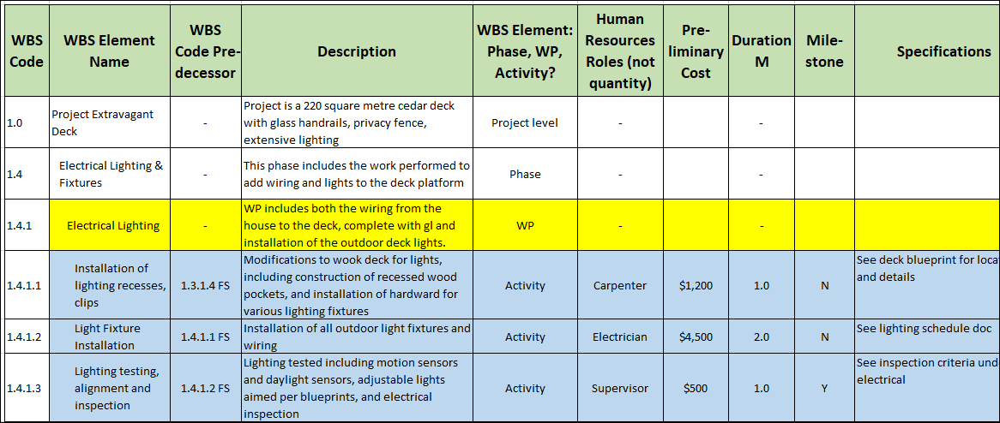 WBS Code
WBS Element Name
WBS Code Pre-decessor
Description
WBS Element: Phase, WP, Activity?
Human Resources Roles (not quantity)
Pre-liminary Cost
Duration M
Mile-stone
Specifications
1.0
Project Extravagant
Deck
-
Project is a 220 square metre cedar deck
with glass handrails, privacy fence,
extensive lighting
Project level
-
-
1.4
Electrical Lighting &
Fixtures
-
This phase includes the work performed to
add wiring and lights to the deck platform
Phase
-
-
1.4.1
Electrical Lighting
-
WP includes both the wiring from the
house to the deck, complete with gl and
installation of the outdoor deck lights.
WP
-
-
1.4.1.1
Installation of
lighting recesses,
clips
1.3.1.4 FS
Modifications to wook deck for lights,
including construction of recessed wood
pockets, and installation of hardward for
various lighting fixtures
Activity
Carpenter
$1,200
1.0
N
See deck blueprint for loca
and details
1.4.1.2
Light Fixture
Installation
1.4.1.1 FS
Installation of all outdoor light fixtures and
wiring
Activity
Electrician
$4,500
2.0
N
See lighting schedule doc
1.4.1.3
Lighting testing,
alignment and
inspection
1.4.1.2 FS
Lighting tested including motion sensors
and daylight sensors, adjustable lights
aimed per blueprints, and electrical
inspection
Activity
Supervisor
$500
1.0
Y
See inspection criteria und
electrical